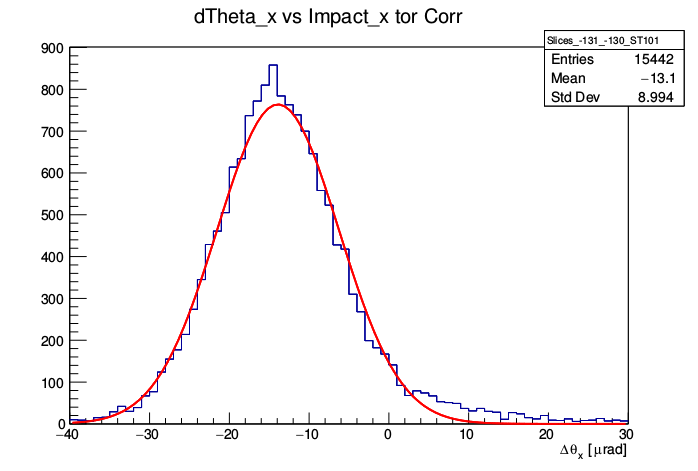 dTheta_x vs Impact_x tor Corr
Slices_-131_-130_ST101
Entries 15442
Mean −13.1
Std Dev 8.994
900
800
700
600
500
400
300
200
100
0
−40 −30 −20 −10 0 10 20 30
Δθx [μrad]